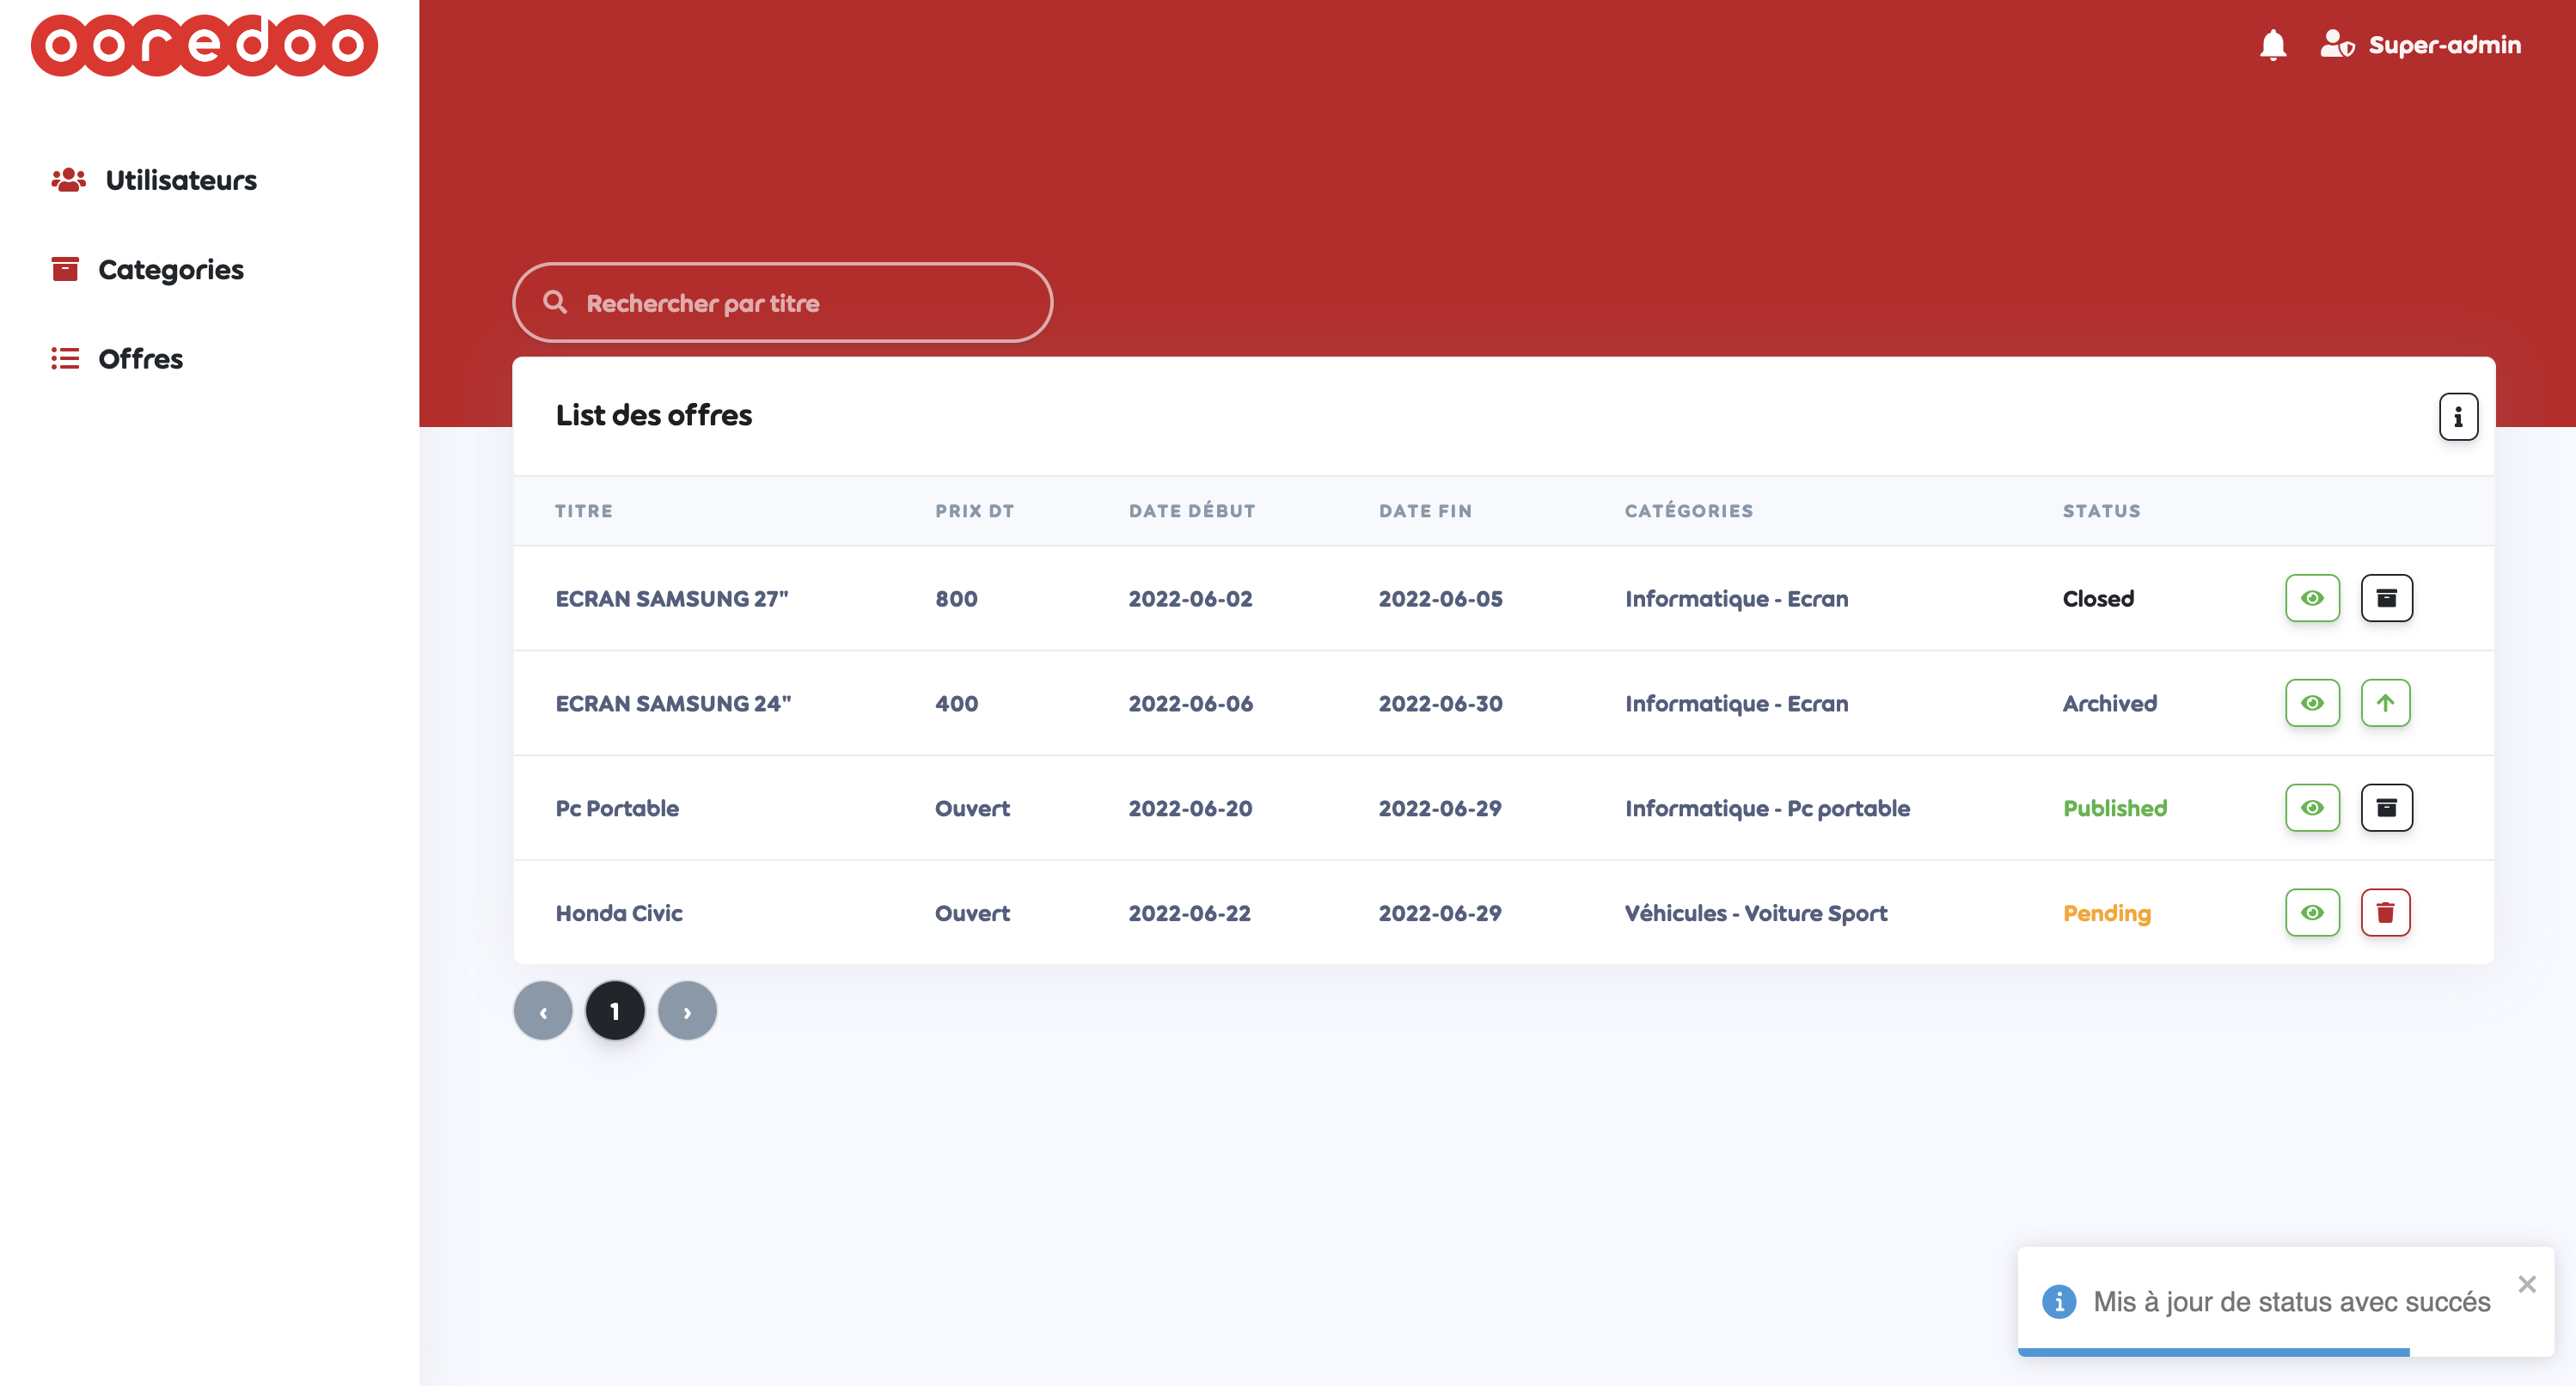 ooredoo
Super-admin
Utilisateurs
Categories
Offres
Rechercher par titre
List des offres
TITRE PRIX DT DATE DÉBUT DATE FIN CATÉGORIES STATUS
ECRAN SAMSUNG 27" 800 2022-06-02 2022-06-05 Informatique - Ecran Closed
ECRAN SAMSUNG 24" 400 2022-06-06 2022-06-30 Informatique - Ecran Archived
Pc Portable Ouvert 2022-06-20 2022-06-29 Informatique - Pc portable Published
Honda Civic Ouvert 2022-06-22 2022-06-29 Véhicules - Voiture Sport Pending
‹ 1 ›
Mis à jour de status avec succés